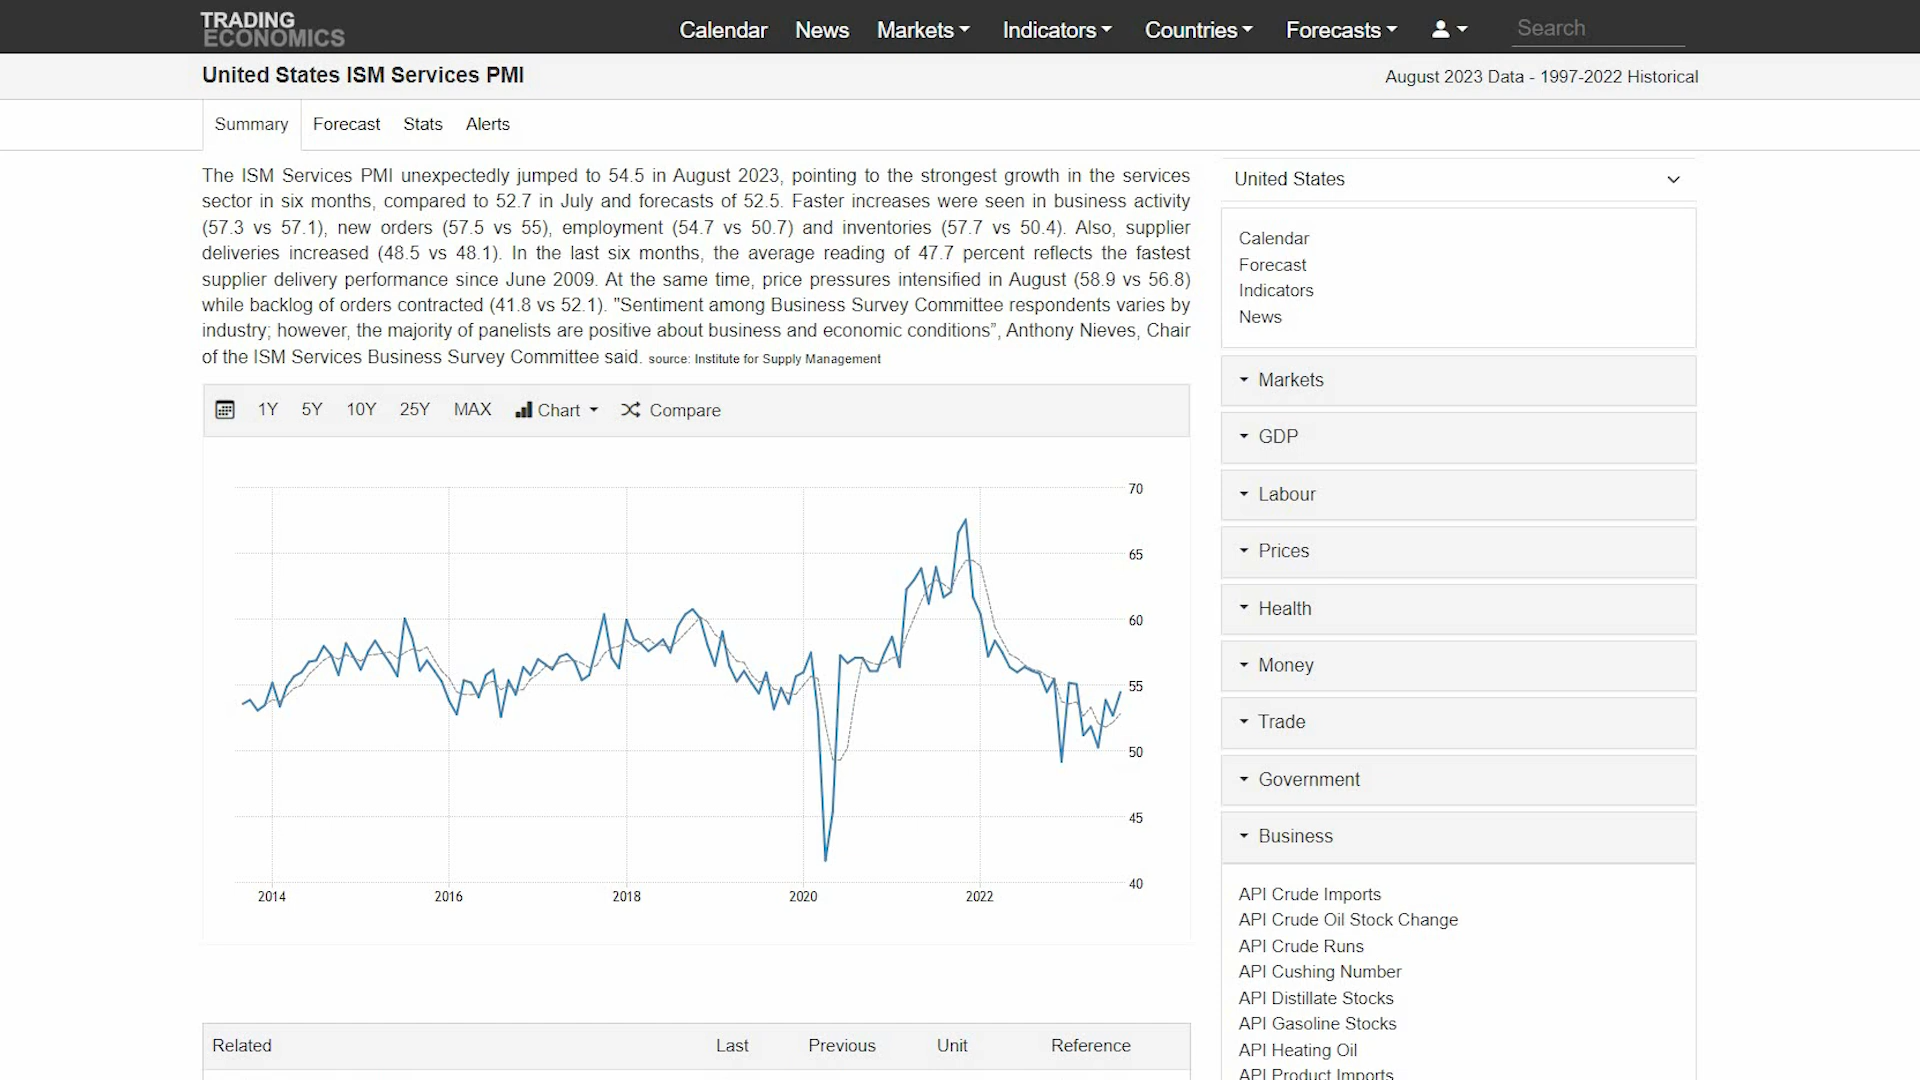 TRADING
ECONOMICS
Calendar News Markets Indicators Countries Forecasts Search
United States ISM Services PMI
August 2023 Data - 1997-2022 Historical
Summary Forecast Stats Alerts
The ISM Services PMI unexpectedly jumped to 54.5 in August 2023, pointing to the strongest growth in the services
sector in six months, compared to 52.7 in July and forecasts of 52.5. Faster increases were seen in business activity
(57.3 vs 57.1), new orders (57.5 vs 55), employment (54.7 vs 50.7) and inventories (57.7 vs 50.4). Also, supplier
deliveries increased (48.5 vs 48.1). In the last six months, the average reading of 47.7 percent reflects the fastest
supplier delivery performance since June 2009. At the same time, price pressures intensified in August (58.9 vs 56.8)
while backlog of orders contracted (41.8 vs 52.1). "Sentiment among Business Survey Committee respondents varies by
industry; however, the majority of panelists are positive about business and economic conditions”, Anthony Nieves, Chair
of the ISM Services Business Survey Committee said. source: Institute for Supply Management
1Y 5Y 10Y 25Y MAX Chart Compare
70
65
60
55
50
45
40
2014 2016 2018 2020 2022
Related Last Previous Unit Reference
United States
Calendar
Forecast
Indicators
News
Markets
GDP
Labour
Prices
Health
Money
Trade
Government
Business
API Crude Imports
API Crude Oil Stock Change
API Crude Runs
API Cushing Number
API Distillate Stocks
API Gasoline Stocks
API Heating Oil
API Product Imports